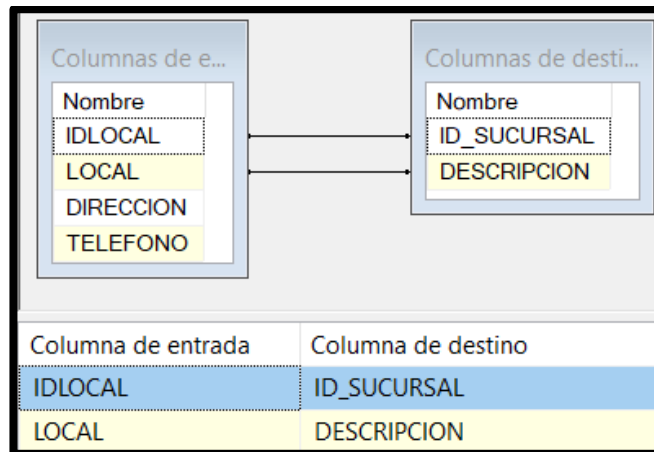 Columnas de e...
Nombre
IDLOCAL
LOCAL
DIRECCION
TELEFONO
Columnas de desti...
Nombre
ID_SUCURSAL
DESCRIPCION
Columna de entrada Columna de destino
IDLOCAL ID_SUCURSAL
LOCAL DESCRIPCION